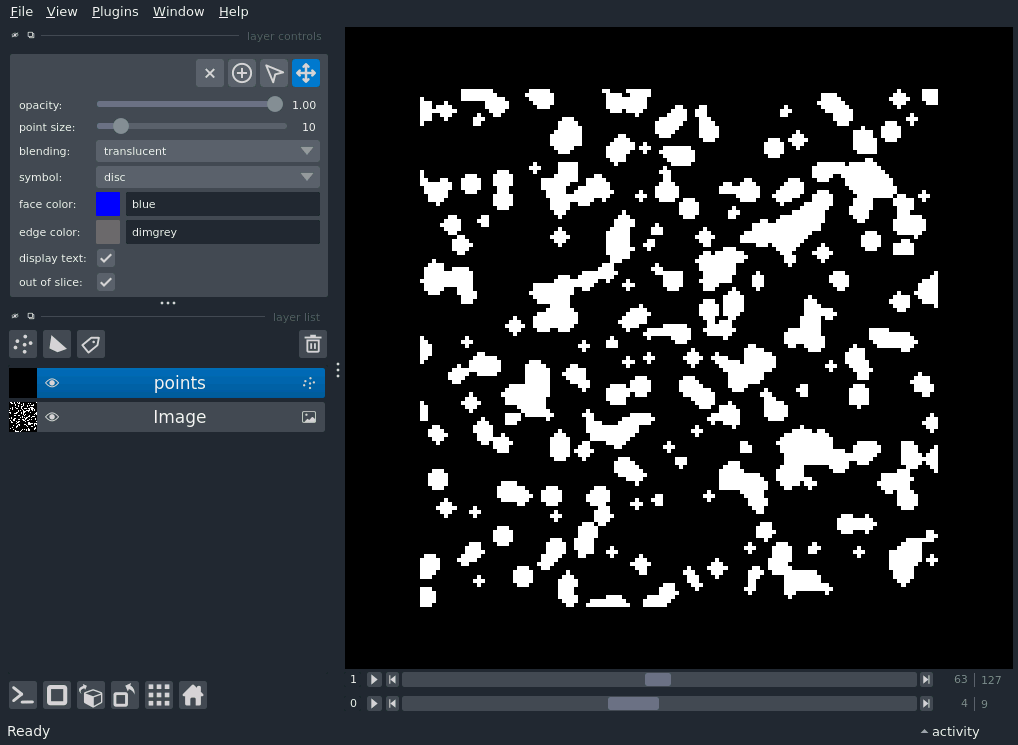 File View Plugins Window Help
layer controls
opacity: 1.00
point size: 10
blending: translucent
symbol: disc
face color: blue
edge color: dimgrey
display text:
out of slice:
layer list
points
Image
1 63 127
0 4 9
Ready activity